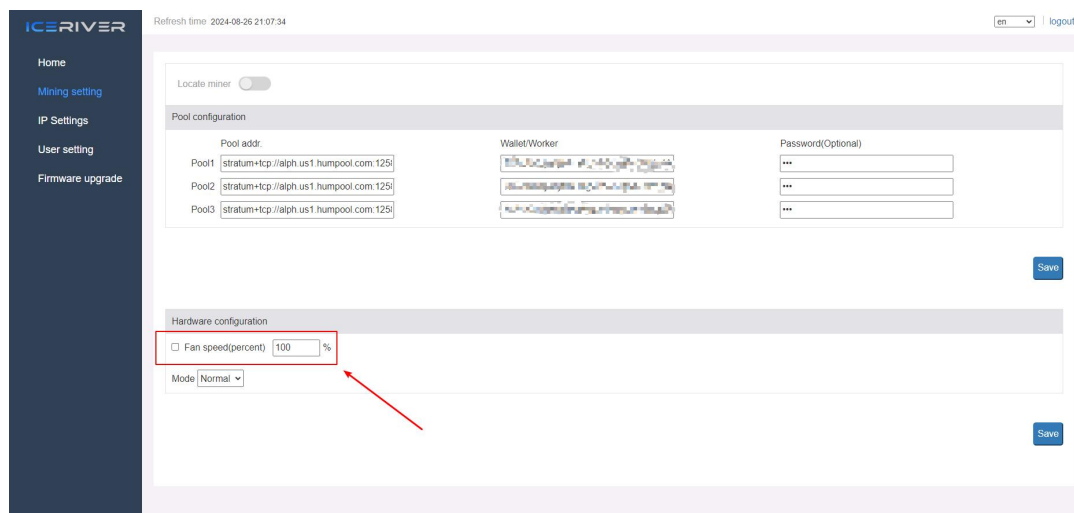 ICERIVER
Refresh time 2024-08-26 21:07:34
en
logout
Home
Mining setting
IP Settings
User setting
Firmware upgrade
Locate miner
Pool configuration
Pool addr. Wallet/Worker Password(Optional)
Pool1 stratum+tcp://alph.us1.humpool.com:125 •••
Pool2 stratum+tcp://alph.us1.humpool.com:125 •••
Pool3 stratum+tcp://alph.us1.humpool.com:125 •••
Save
Hardware configuration
Fan speed(percent) 100 %
Mode Normal
Save